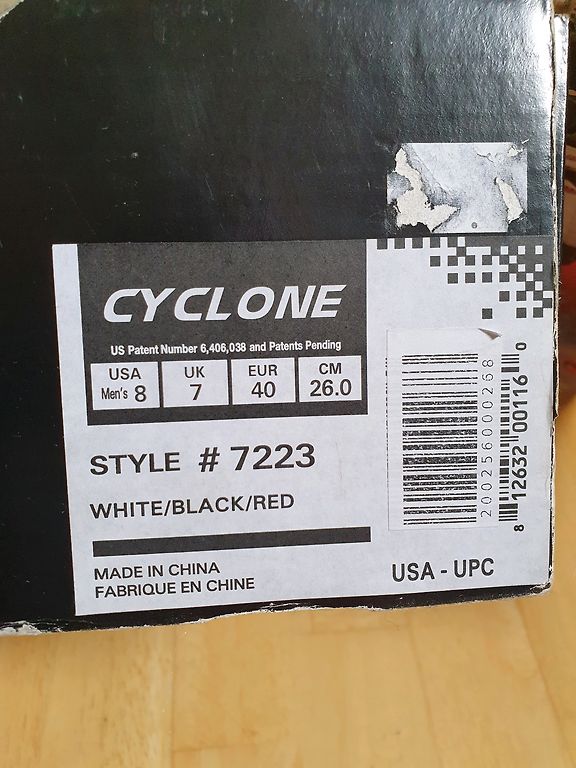 CYCLONE
US Patent Number 6,406,038 and Patents Pending
USA
Men's 8
UK
7
EUR
40
CM
26.0
STYLE # 7223
WHITE/BLACK/RED
MADE IN CHINA
FABRIQUE EN CHINE
2002560000268
8 12632 00116 0
USA - UPC